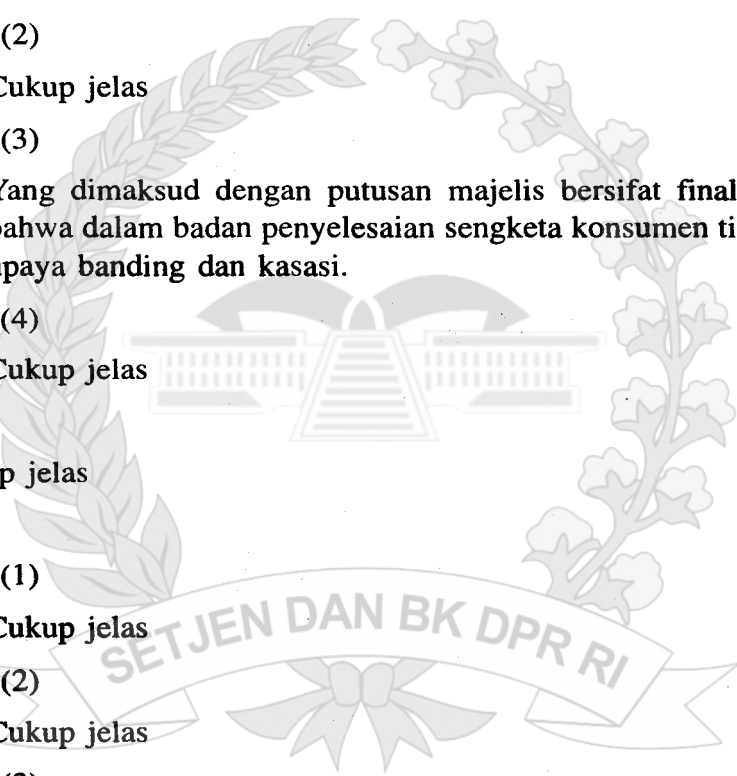 (2)
Cukup jelas
(3)
Yang dimaksud dengan putusan majelis bersifat final
bahwa dalam badan penyelesaian sengketa konsumen ti
upaya banding dan kasasi.
(4)
Cukup jelas
p jelas
(1)
Cukup jelas
(2)
Cukup jelas
SETJEN DAN BK DPR RI